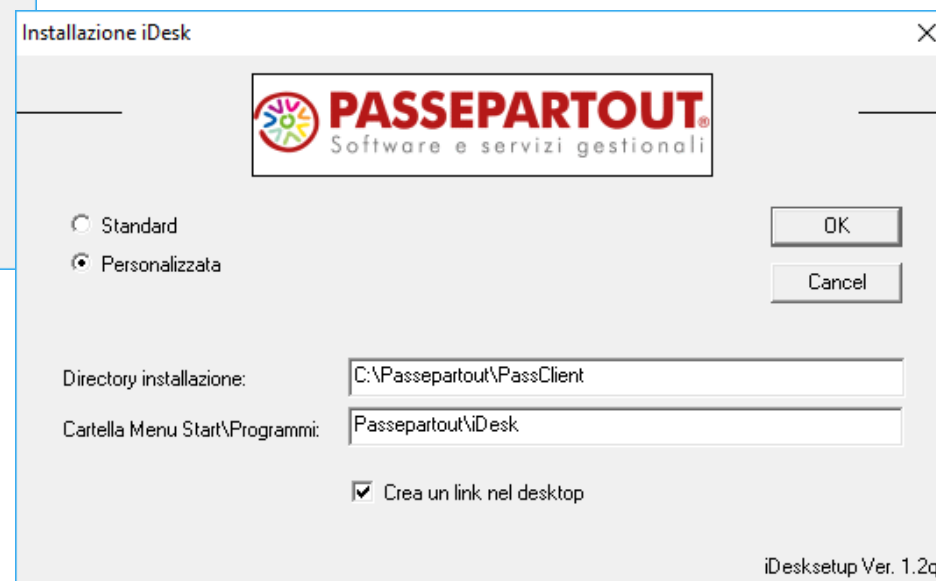 Installazione iDesk
PASSEPARTOUT®
Software e servizi gestionali
Standard
OK
Personalizzata
Cancel
Directory installazione:
C:\Passepartout\PassClient
Cartella Menu Start\Programmi:
Passepartout\iDesk
Crea un link nel desktop
iDesksetup Ver. 1.2q